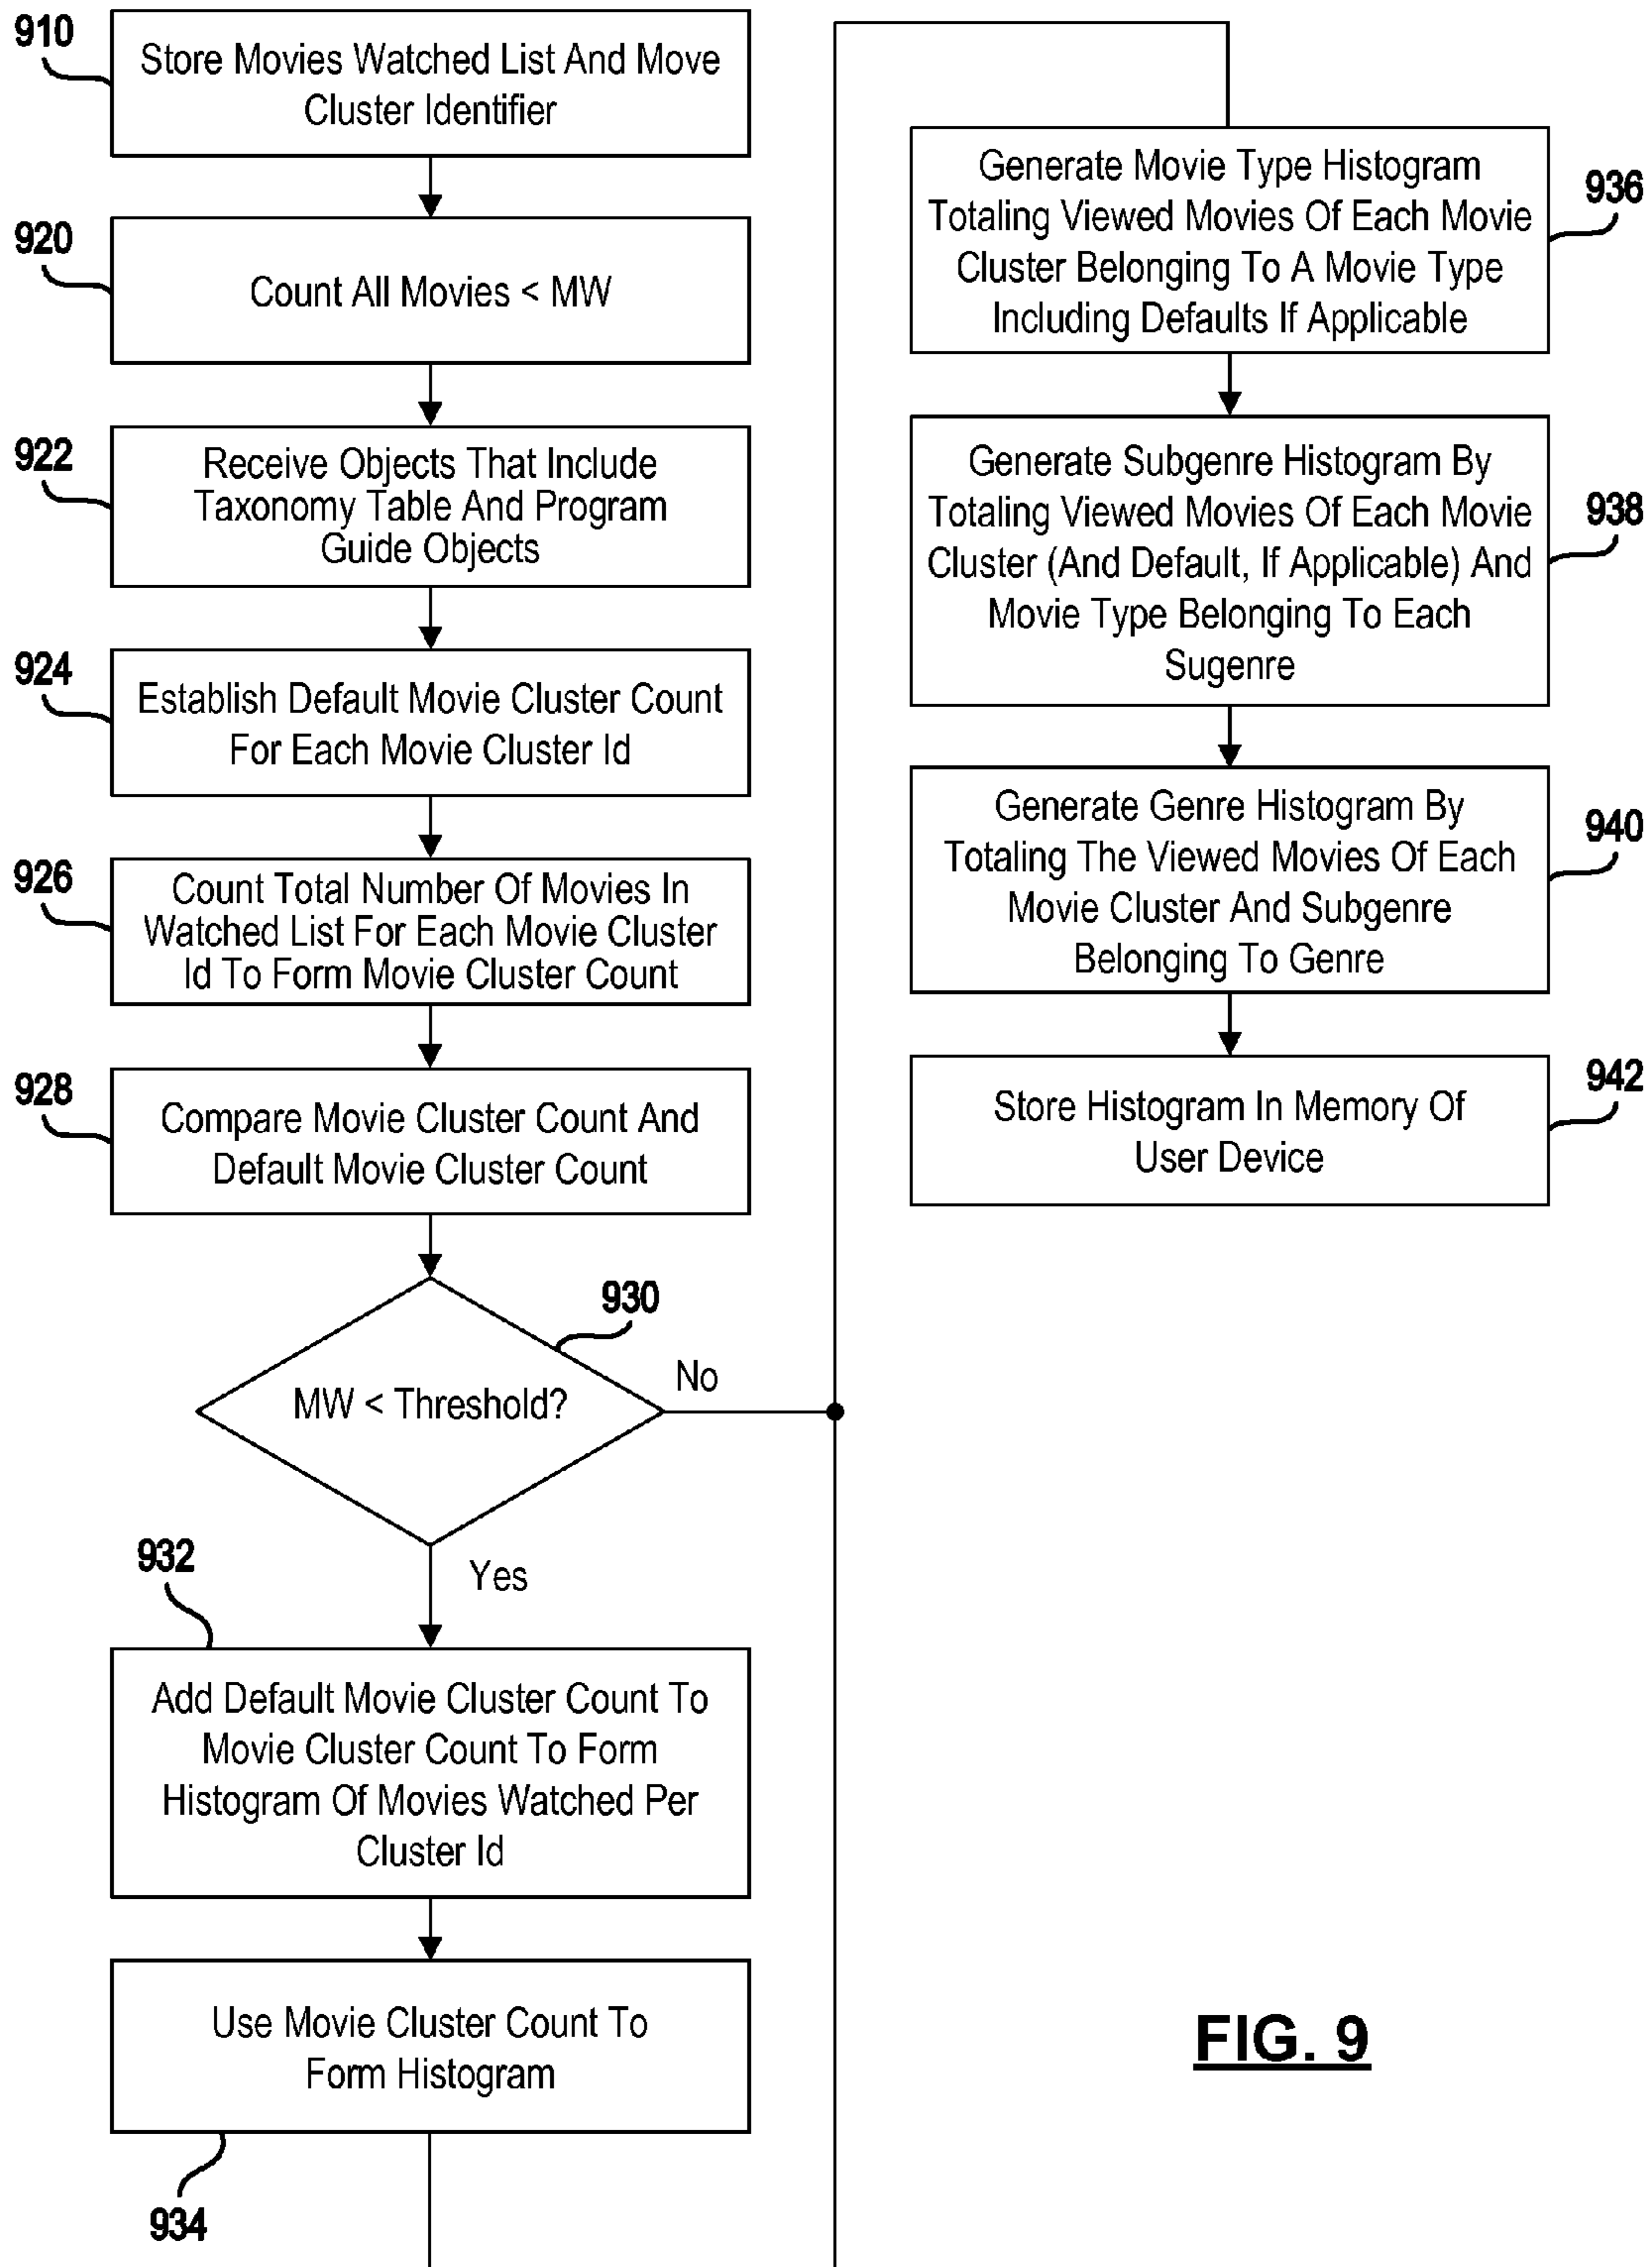 910
Store Movies Watched List And Move
Cluster Identifier
920
Count All Movies < MW
922
Receive Objects That Include
Taxonomy Table And Program
Guide Objects
924
Establish Default Movie Cluster Count
For Each Movie Cluster Id
926
Count Total Number Of Movies In
Watched List For Each Movie Cluster
Id To Form Movie Cluster Count
928
Compare Movie Cluster Count And
Default Movie Cluster Count
930
MW < Threshold?
No
Yes
932
Add Default Movie Cluster Count To
Movie Cluster Count To Form
Histogram Of Movies Watched Per
Cluster Id
Use Movie Cluster Count To
Form Histogram
934
Generate Movie Type Histogram
Totaling Viewed Movies Of Each Movie
Cluster Belonging To A Movie Type
Including Defaults If Applicable
936
Generate Subgenre Histogram By
Totaling Viewed Movies Of Each Movie
Cluster (And Default, If Applicable) And
Movie Type Belonging To Each
Sugenre
938
Generate Genre Histogram By
Totaling The Viewed Movies Of Each
Movie Cluster And Subgenre
Belonging To Genre
940
Store Histogram In Memory Of
User Device
942
FIG. 9